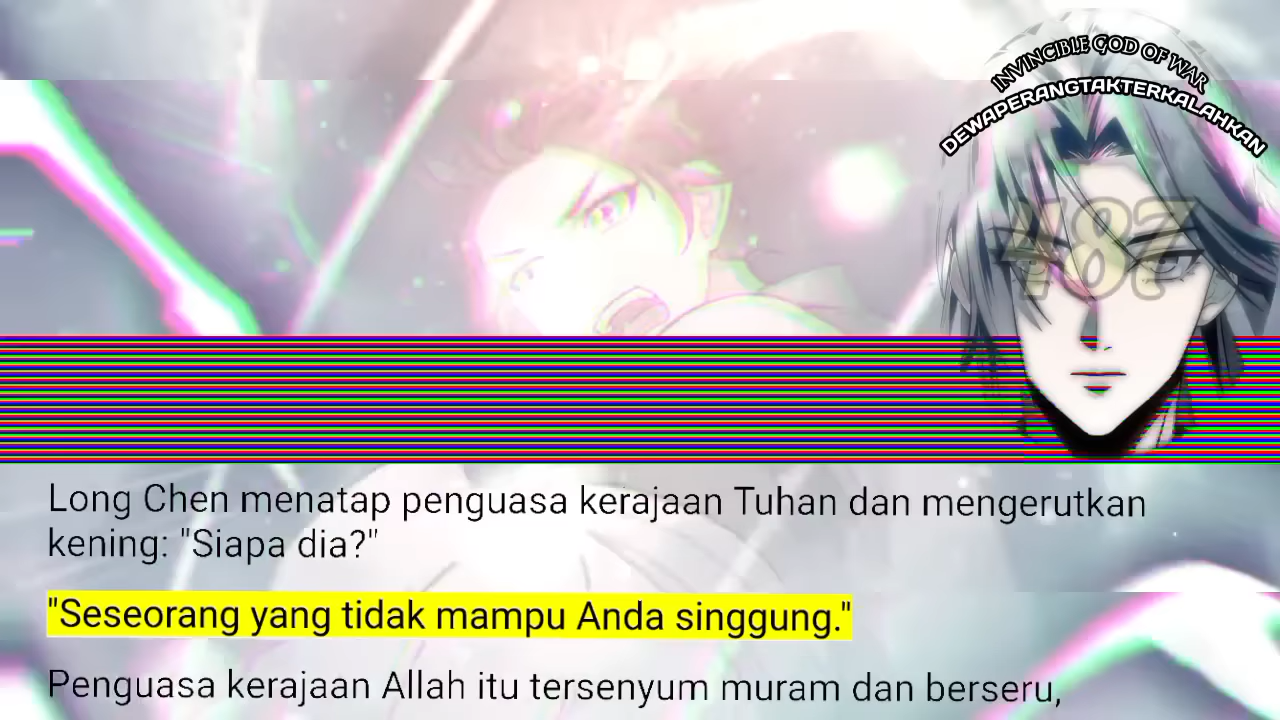 INVINCIBLE GOD OF WAR
DEWAPERANGTAKTERKALAHKAN
487
Long Chen menatap penguasa kerajaan Tuhan dan mengerutkan
kening: "Siapa dia?"
"Seseorang yang tidak mampu Anda singgung."
Penguasa kerajaan Allah itu tersenyum muram dan berseru,